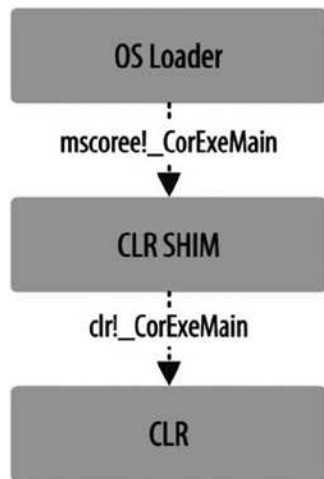 OS Loader
mscoree!_CorExeMain
CLR SHIM
clr!_CorExeMain
CLR